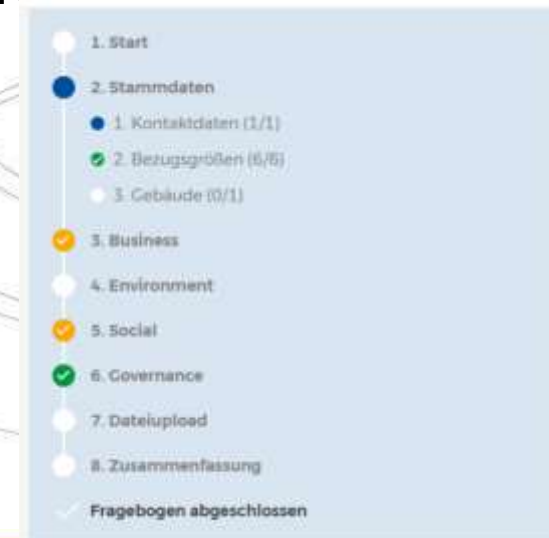 1. Start
2. Stammdaten
1. Kontaktdaten (1/1)
2. Bezugsgrößen (6/6)
3. Gebäude (0/1)
3. Business
4. Environment
5. Social
6. Governance
7. Dateiupload
8. Zusammenfassung
Fragebogen abgeschlossen